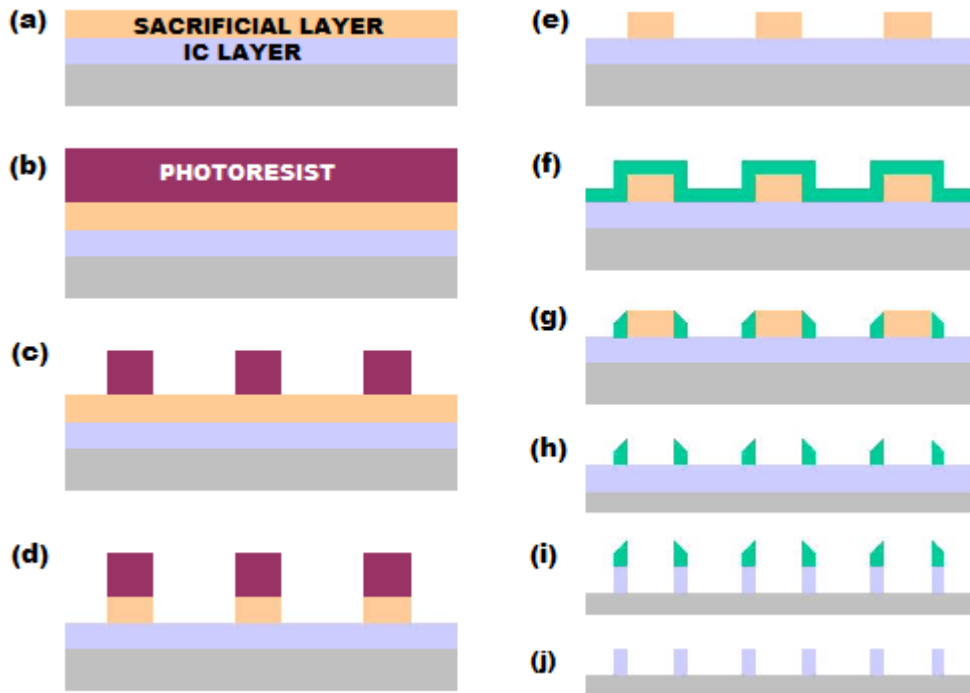 (a)
SACRIFICIAL LAYER
IC LAYER
(b)
PHOTORESIST
(c)
(d)
(e)
(f)
(g)
(h)
(i)
(j)